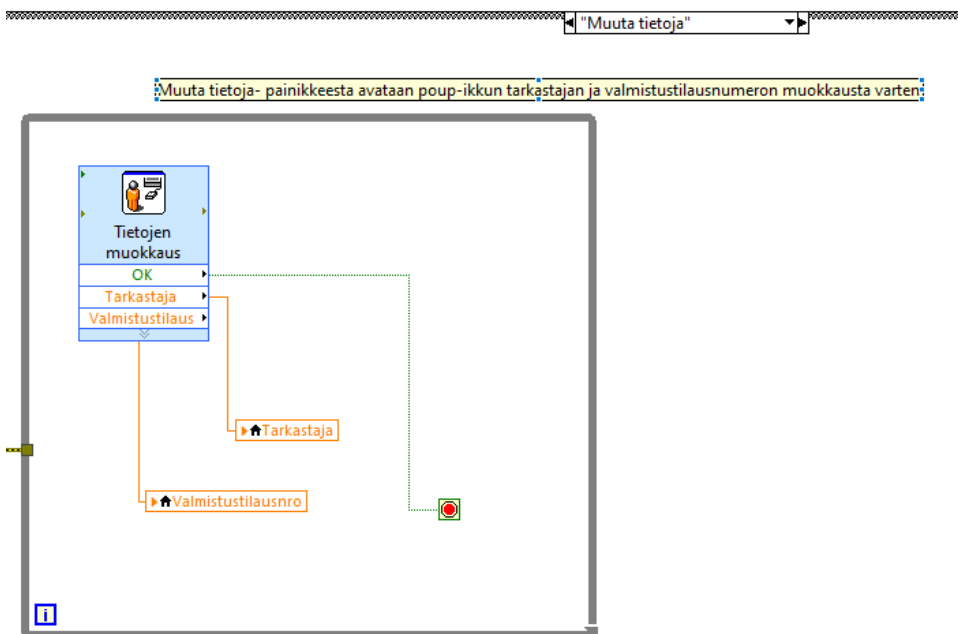 "Muuta tietoja"
Muuta tietoja- painikkeesta avataan poup-ikkun tarkastajan ja valmistustilausnumeron muokkausta varten
Tietojen
muokkaus
OK
Tarkastaja
Valmistustilaus
Tarkastaja
Valmistustilausnro
i